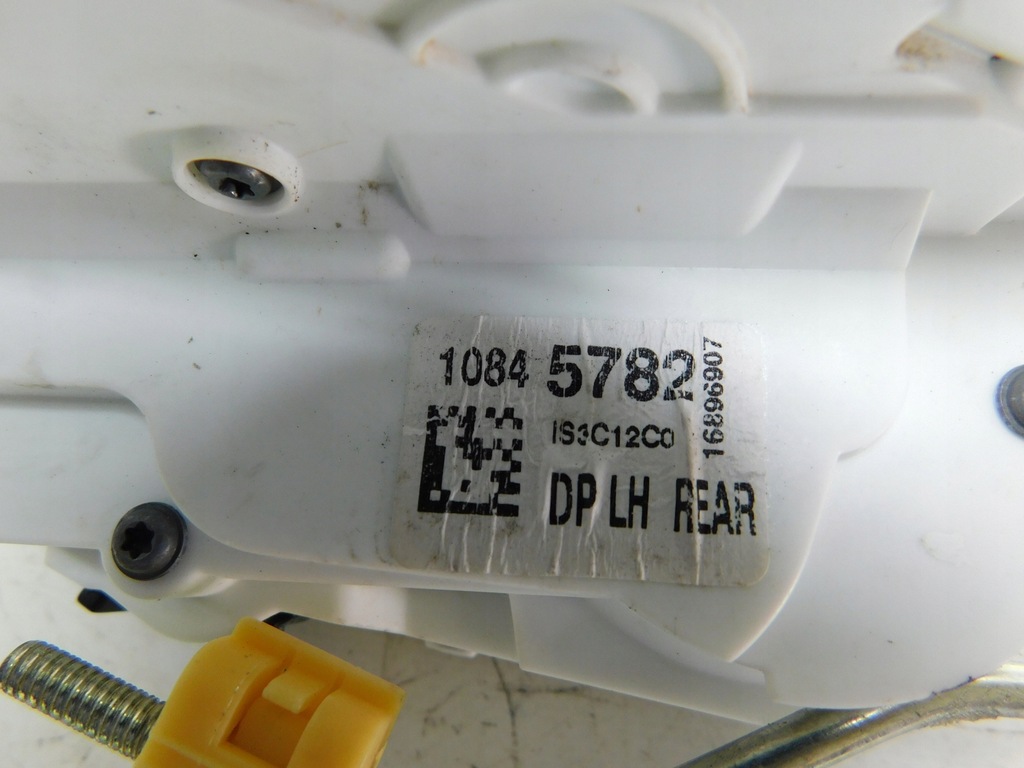 1084 5782
16896907
IS3C12C0
DP LH REAR